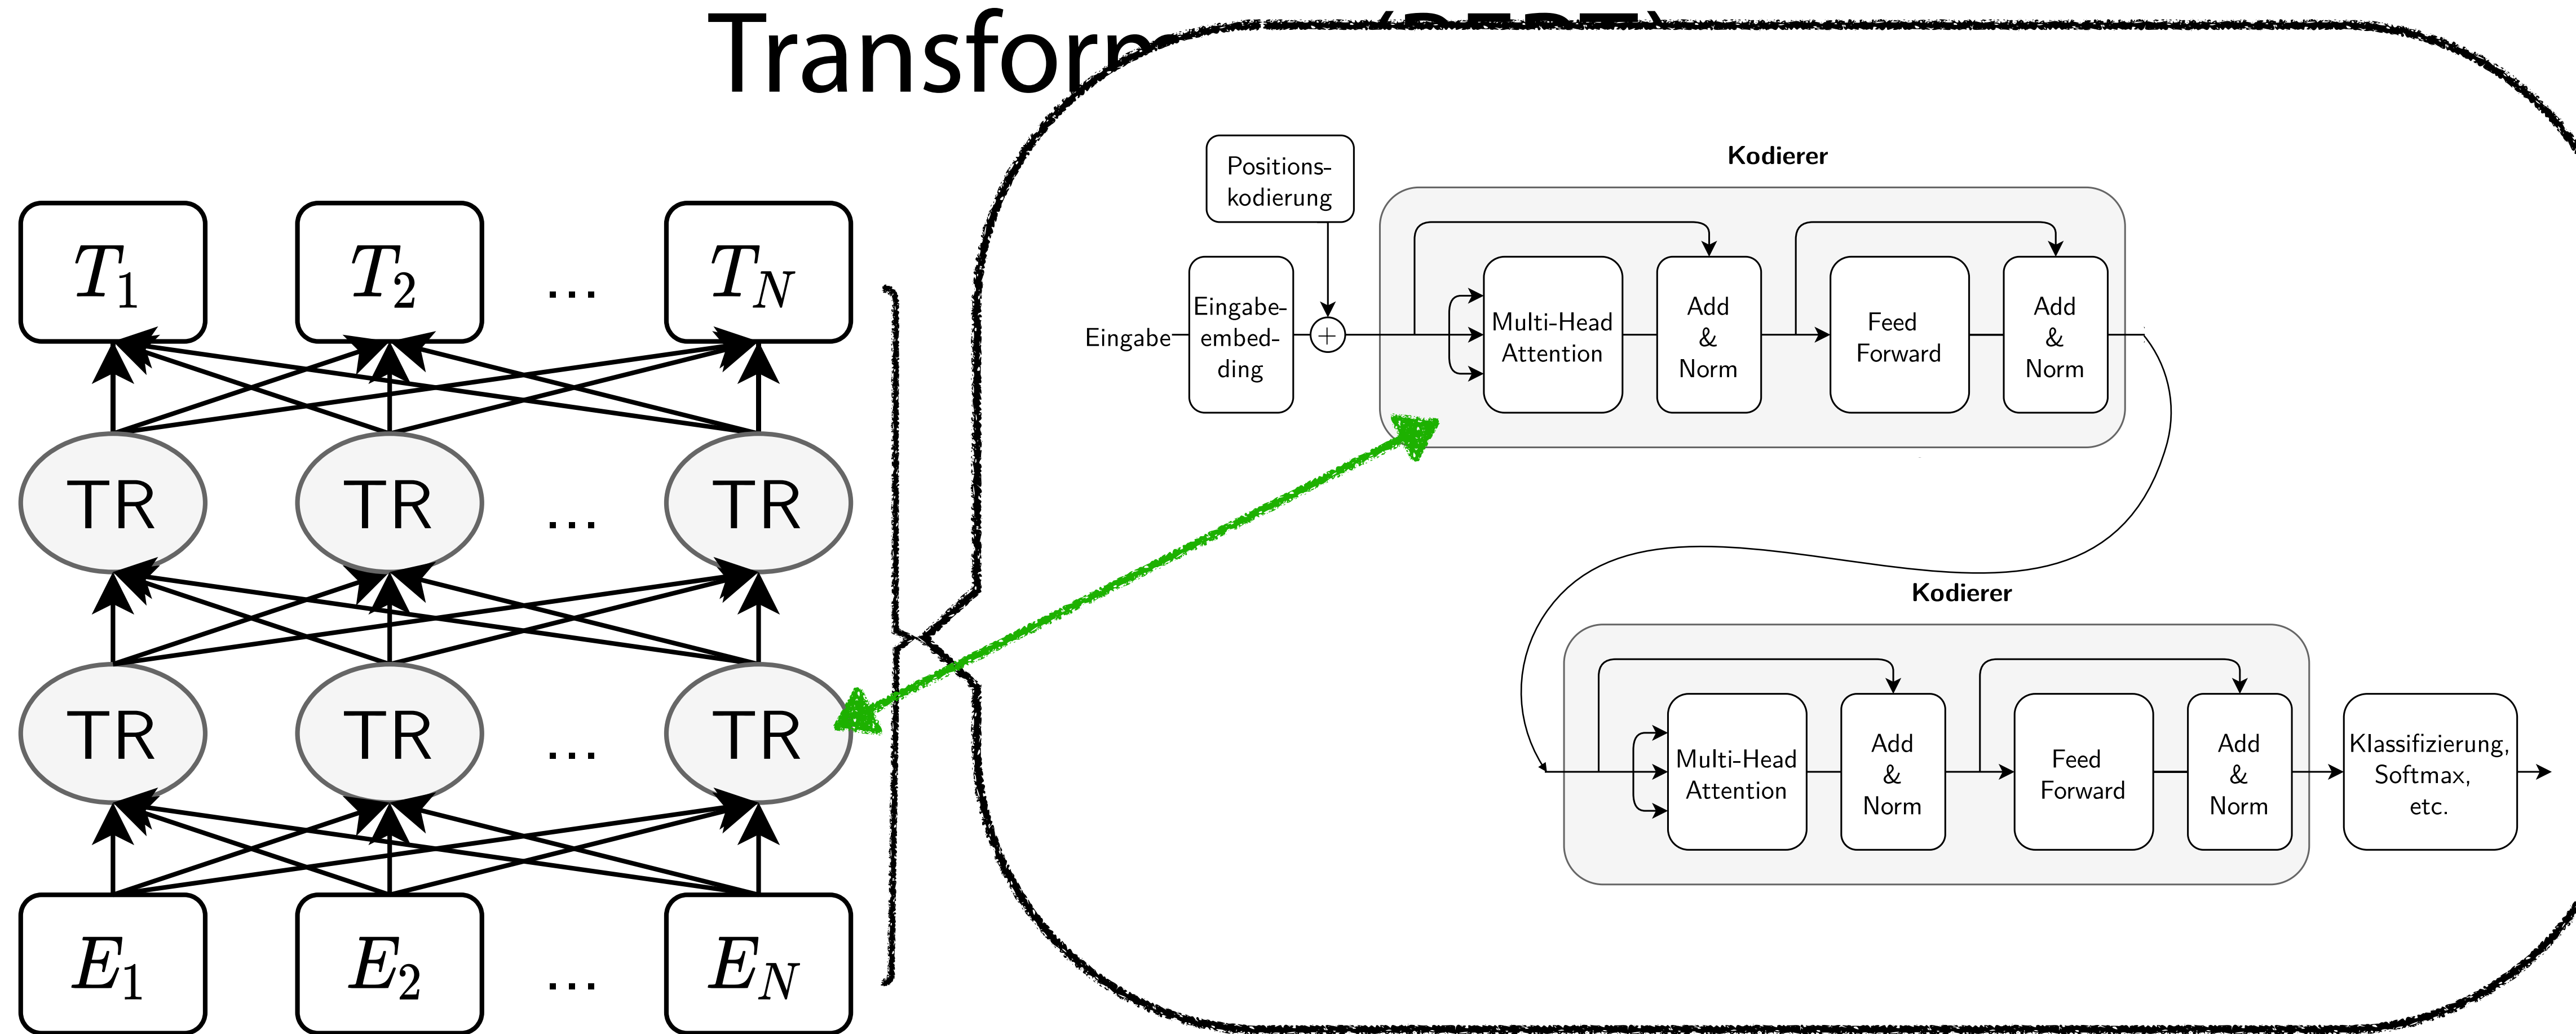 Transform
T1 T2 ... TN
TR TR ... TR
TR TR ... TR
E1 E2 ... EN
Positions-
kodierung
Kodierer
Eingabe
Eingabe-
embed-
ding
+
Multi-Head
Attention
Add
&
Norm
Feed
Forward
Add
&
Norm
Kodierer
Multi-Head
Attention
Add
&
Norm
Feed
Forward
Add
&
Norm
Klassifizierung,
Softmax,
etc.